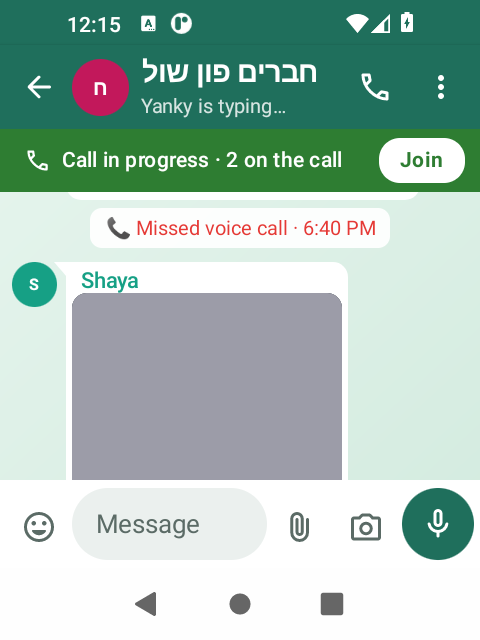 12:15
חברים פון שול
ח
Yanky is typing...
Call in progress · 2 on the call
Join
Missed voice call · 6:40 PM
S
Shaya
Message